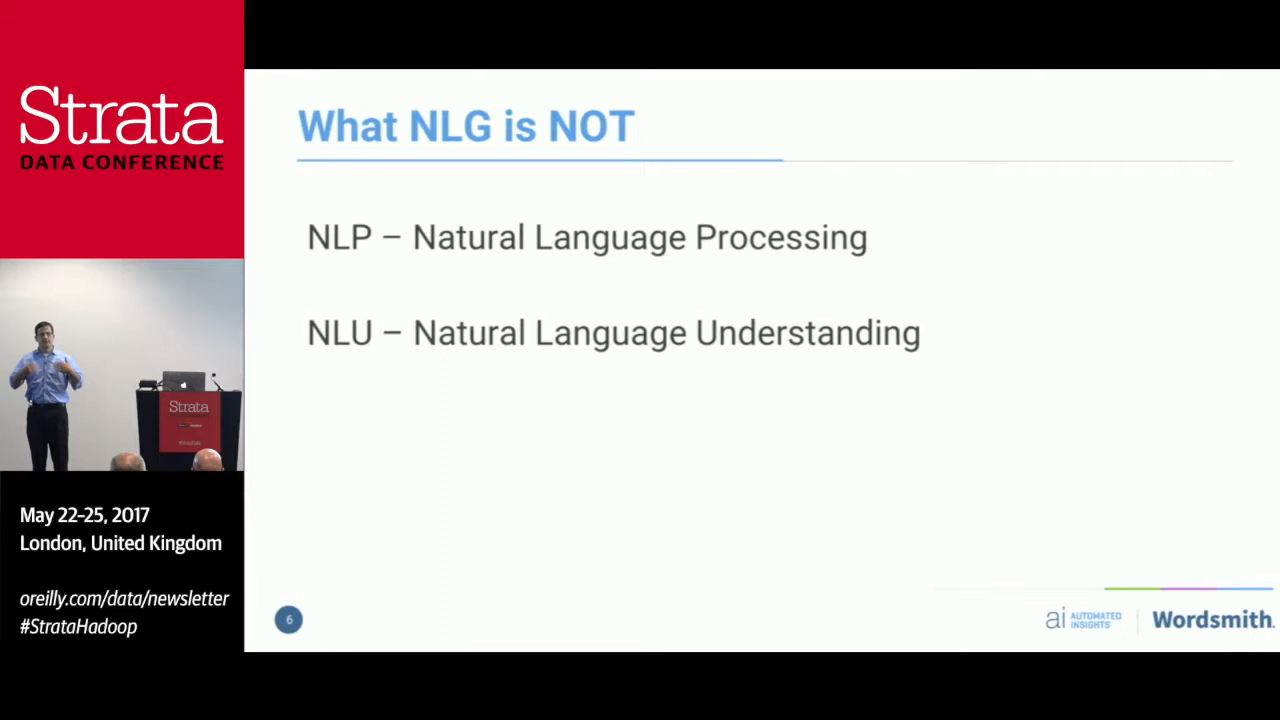 Strata
DATA CONFERENCE
What NLG is NOT
NLP – Natural Language Processing
NLU – Natural Language Understanding
Strata
May 22-25, 2017
London, United Kingdom
oreilly.com/data/newsletter
#StrataHadoop
6
ai AUTOMATED
INSIGHTS
Wordsmith.